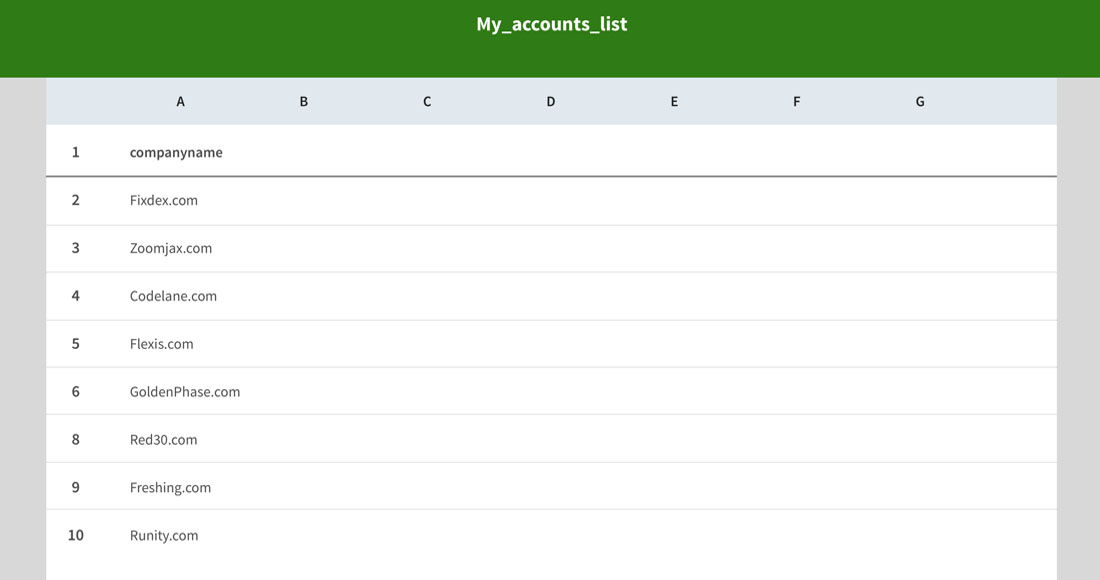 My_accounts_list
A B C D E F G
1 companyname
2 Fixdex.com
3 Zoomjax.com
4 Codelane.com
5 Flexis.com
6 GoldenPhase.com
8 Red30.com
9 Freshing.com
10 Runity.com